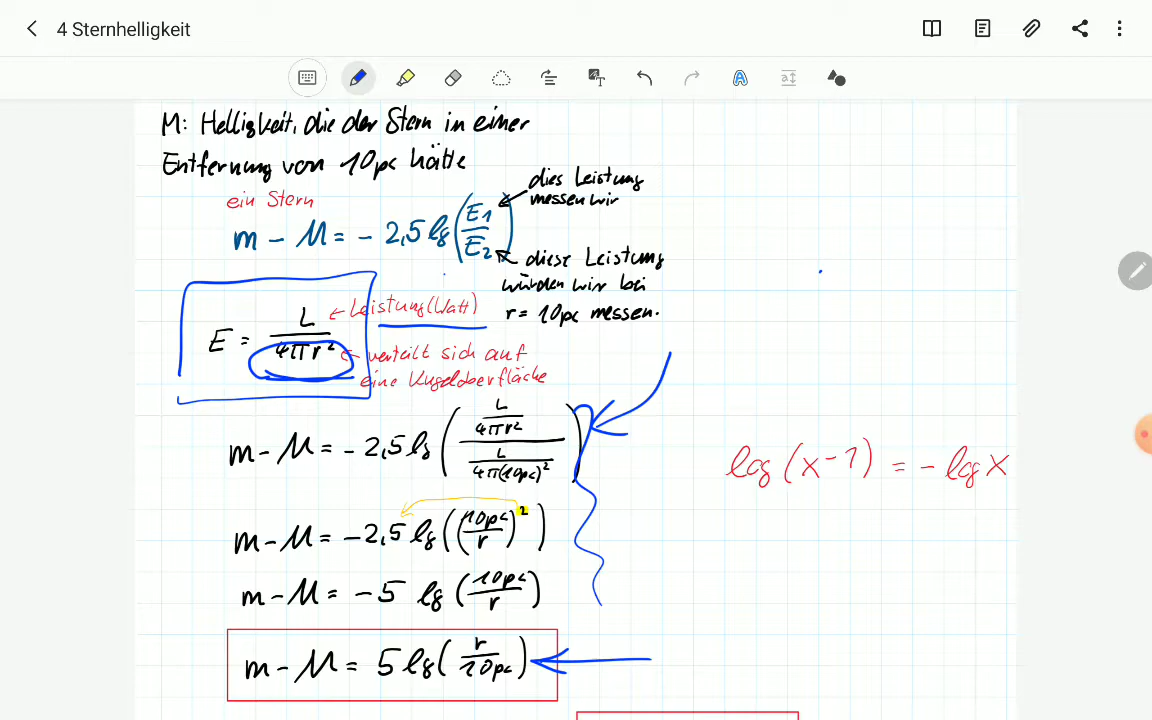 4 Sternhelligkeit
M: Helligkeit, die der Stern in einer
Entfernung von 10pc hätte
ein Stern
dies Leistung
messen wir
m - M = - 2,5 lg (E1/E2)
diese Leistung
würden wir bei
r = 10pc messen.
E = L/4πr²
Leistung (Watt)
verteilt sich auf
eine Kugeloberfläche
m - M = - 2,5 lg ((L/4πr²)/(L/4π(10pc)²))
log (x-1) = - log x
m - M = -2,5 lg ((10pc/r)²)
m - M = - 5 lg (10pc/r)
m - M = 5 lg (r/10pc)